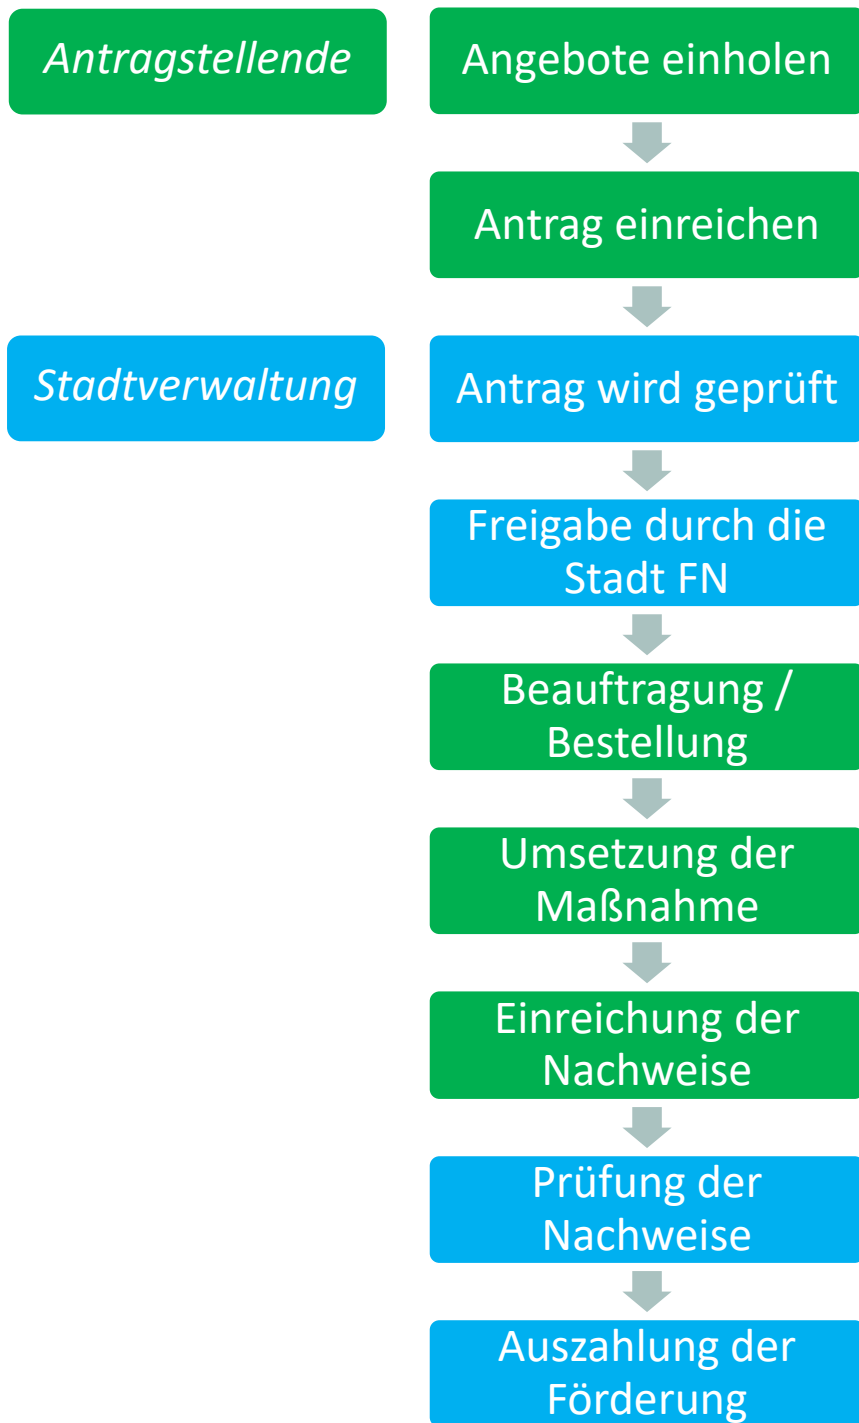 Antragstellende
Angebote einholen
Antrag einreichen
Stadtverwaltung
Antrag wird geprüft
Freigabe durch die
Stadt FN
Beauftragung /
Bestellung
Umsetzung der
Maßnahme
Einreichung der
Nachweise
Prüfung der
Nachweise
Auszahlung der
Förderung